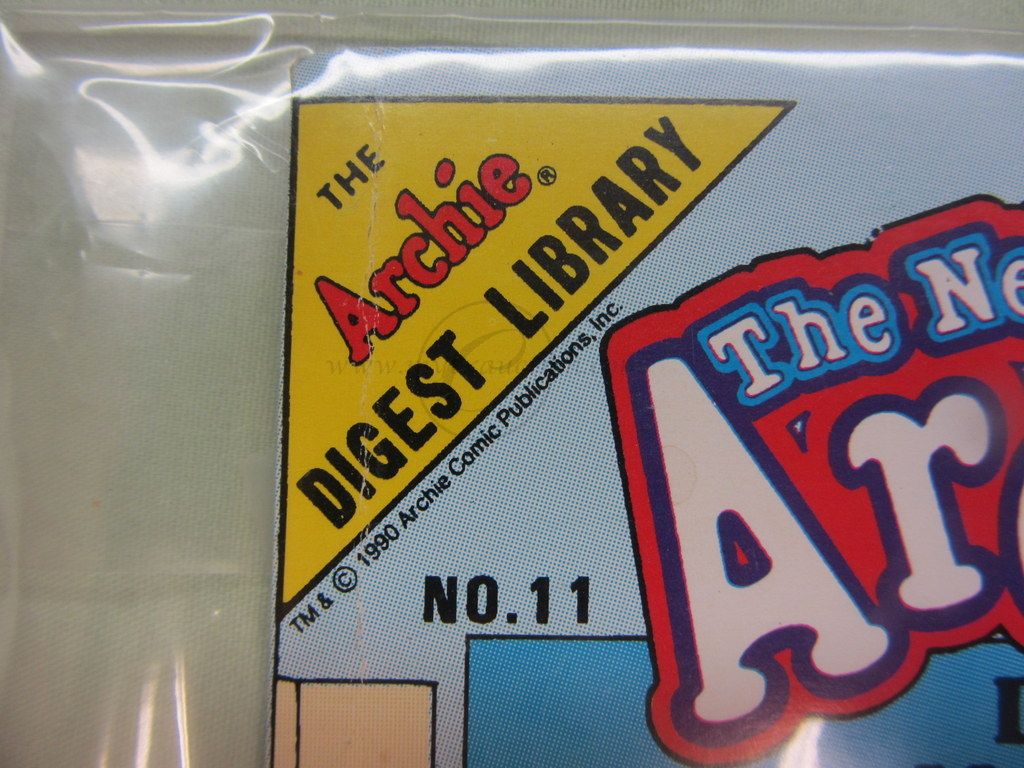 THE
Archie®
DIGEST LIBRARY
TM & © 1990 Archie Comic Publications, Inc.
NO.11
The Ne
Ar